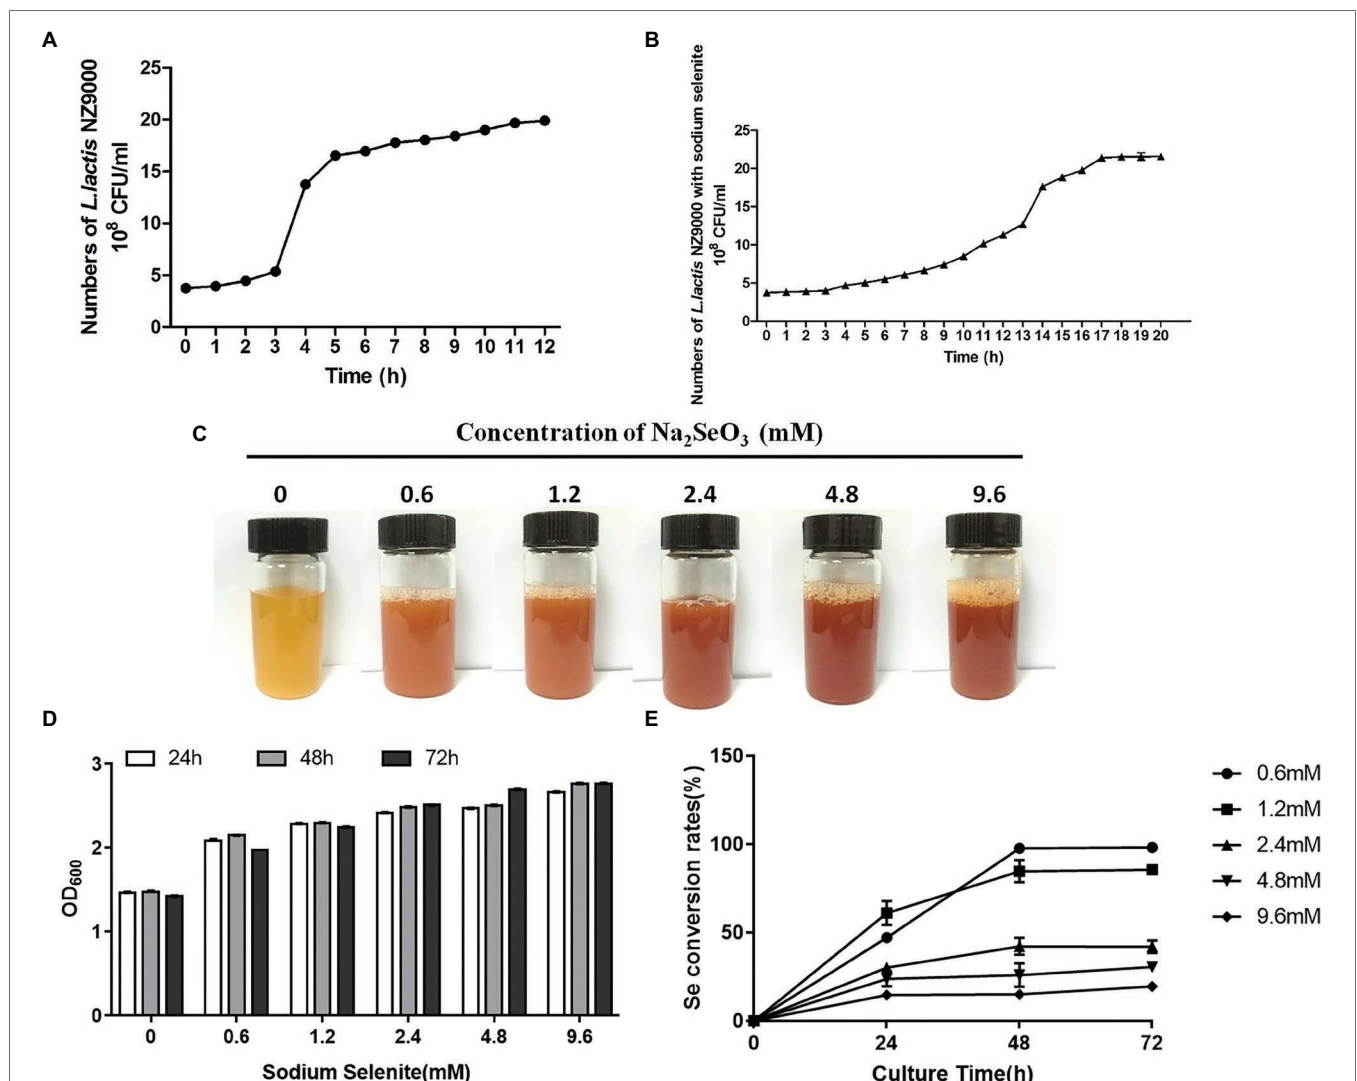 A
Numbers of L.lactis NZ9000
10⁸ CFU/ml
25
20
15
10
5
0
0 1 2 3 4 5 6 7 8 9 10 11 12
Time (h)
B
Numbers of L.lactis NZ9000 with sodium selenite
10⁸ CFU/ml
25
20
15
10
5
0
0 1 2 3 4 5 6 7 8 9 10 11 12 13 14 15 16 17 18 19 20
Time (h)
C
Concentration of Na₂SeO₃ (mM)
0 0.6 1.2 2.4 4.8 9.6
D
24h 48h 72h
OD₆₀₀
3
2
1
0
0 0.6 1.2 2.4 4.8 9.6
Sodium Selenite(mM)
E
Se conversion rates(%)
150
100
50
0
0 24 48 72
Culture Time(h)
0.6mM
1.2mM
2.4mM
4.8mM
9.6mM